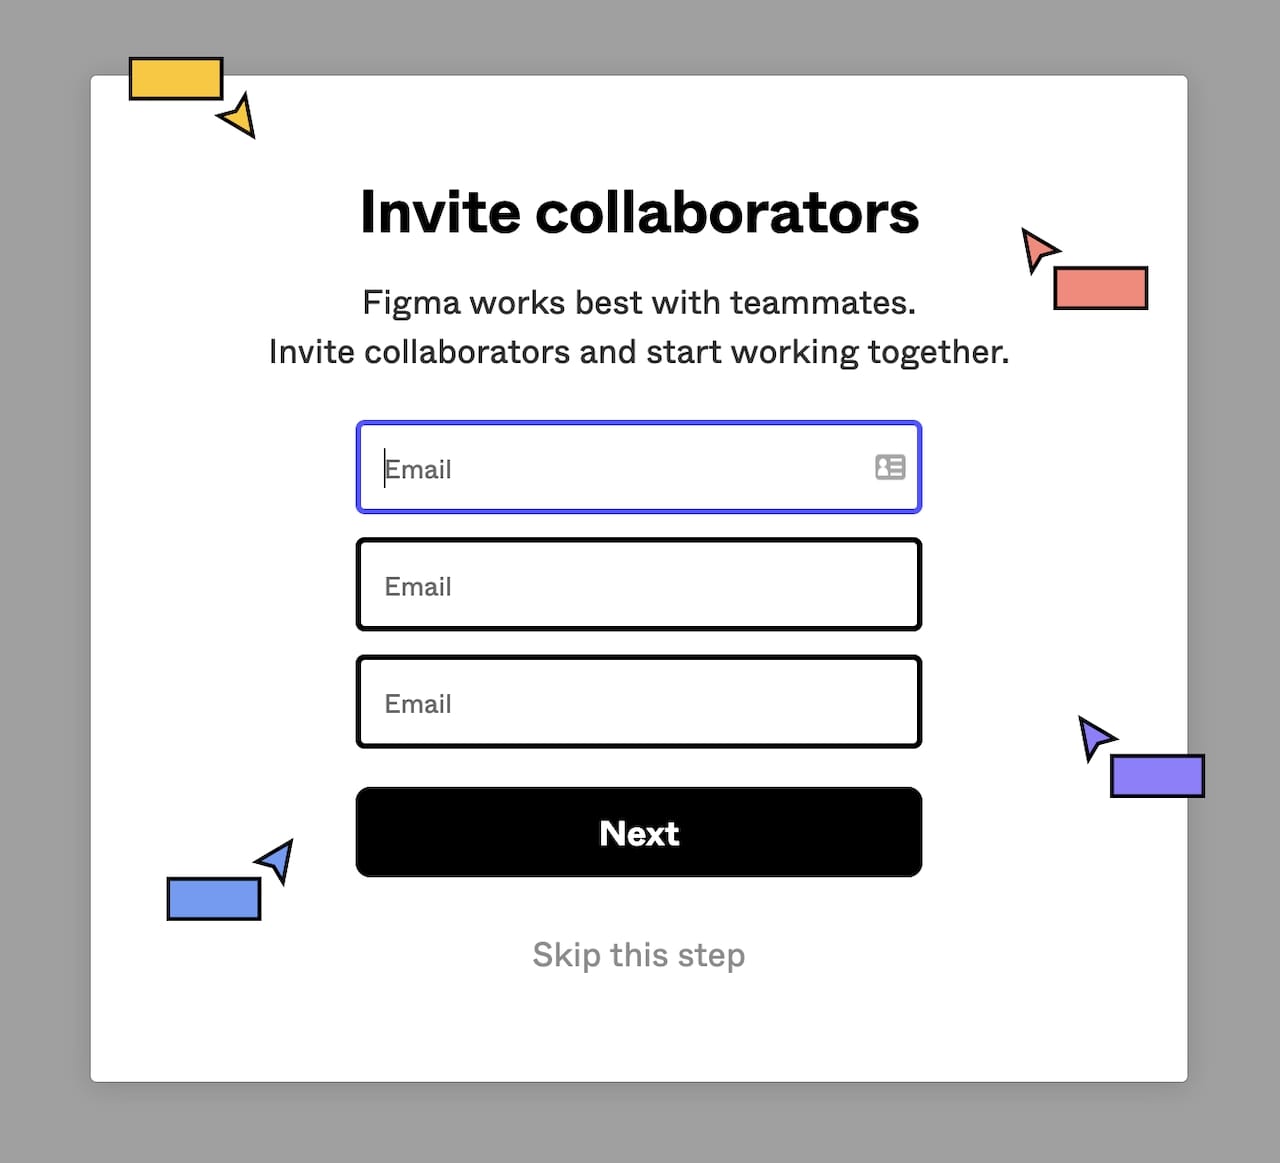 Invite collaborators
Figma works best with teammates.
Invite collaborators and start working together.
Email
Email
Email
Next
Skip this step